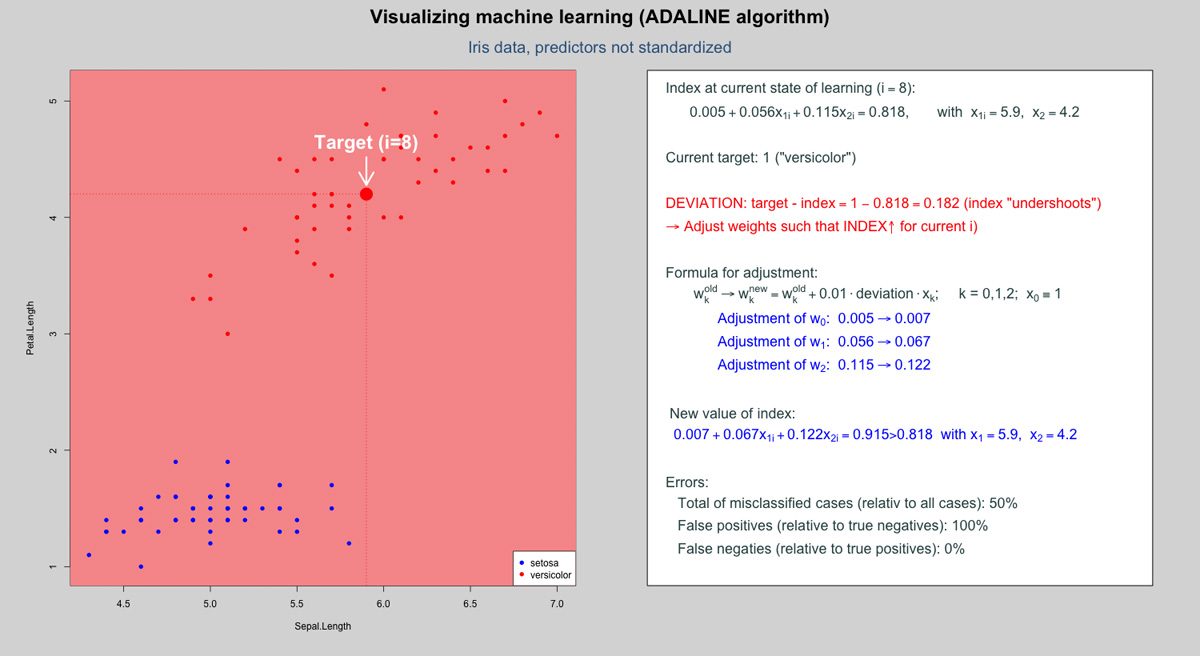 Visualizing machine learning (ADALINE algorithm)
Iris data, predictors not standardized
Petal.Length
5
4
3
2
1
Target (i=8)
setosa
versicolor
4.5 5.0 5.5 6.0 6.5 7.0
Sepal.Length
Index at current state of learning (i = 8):
0.005 + 0.056x₁ᵢ + 0.115x₂ᵢ = 0.818, with x₁ᵢ = 5.9, x₂ = 4.2
Current target: 1 ("versicolor")
DEVIATION: target - index = 1 − 0.818 = 0.182 (index "undershoots")
→ Adjust weights such that INDEX↑ for current i)
Formula for adjustment:
wₖᵒˡᵈ → wₖⁿᵉʷ = wₖᵒˡᵈ + 0.01 · deviation · xₖ; k = 0,1,2; x₀ ≡ 1
Adjustment of w₀: 0.005 → 0.007
Adjustment of w₁: 0.056 → 0.067
Adjustment of w₂: 0.115 → 0.122
New value of index:
0.007 + 0.067x₁ᵢ + 0.122x₂ᵢ = 0.915>0.818 with x₁ = 5.9, x₂ = 4.2
Errors:
Total of misclassified cases (relativ to all cases): 50%
False positives (relative to true negatives): 100%
False negaties (relative to true positives): 0%